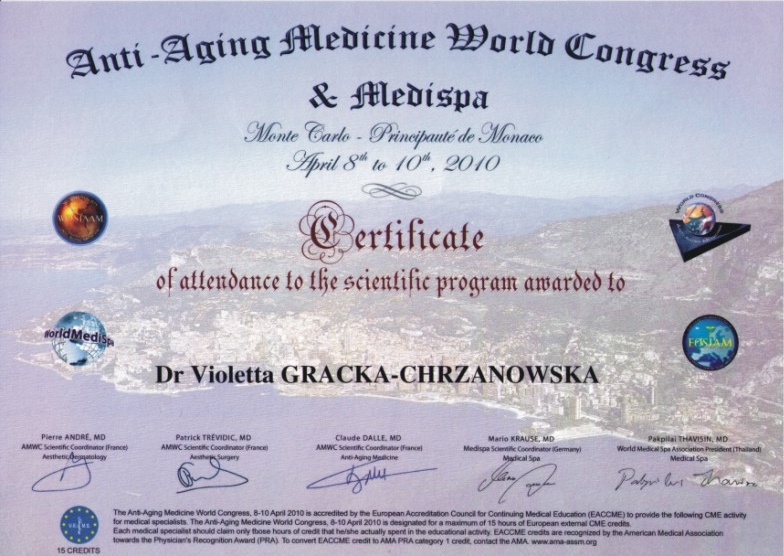 Anti-Aging Medicine World Congress
& Medispa
Monte Carlo - Principauté de Monaco
April 8th to 10th, 2010
Certificate
of attendance to the scientific program awarded to
WOSIAAM
WORLD CONGRESS
WorldMediSpa
FOSIAM
Dr Violetta GRACKA-CHRZANOWSKA
Pierre ANDRÉ, MD
AMWC Scientific Coordinator (France)
Aesthetic Dermatology
Patrick TRÉVIDIC, MD
AMWC Scientific Coordinator (France)
Aesthetic Surgery
Claude DALLE, MD
AMWC Scientific Coordinator (France)
Anti-Aging Medicine
Mario KRAUSE, MD
Medispa Scientific Coordinator (Germany)
Medical Spa
Pakpilai THAVISIN, MD
World Medical Spa Association President (Thailand)
Medical Spa
The Anti-Aging Medicine World Congress, 8-10 April 2010 is accredited by the European Accreditation Council for Continuing Medical Education (EACCME) to provide the following CME activity
for medical specialists. The Anti-Aging Medicine World Congress, 8-10 April 2010 is designated for a maximum of 15 hours of European external CME credits.
Each medical specialist should claim only those hours of credit that he/she actually spent in the educational activity. EACCME credits are recognized by the American Medical Association
towards the Physician's Recognition Award (PRA). To convert EACCME credit to AMA PRA category 1 credit, contact the AMA. www.ama-assn.org
U.E.M.S.
15 CREDITS